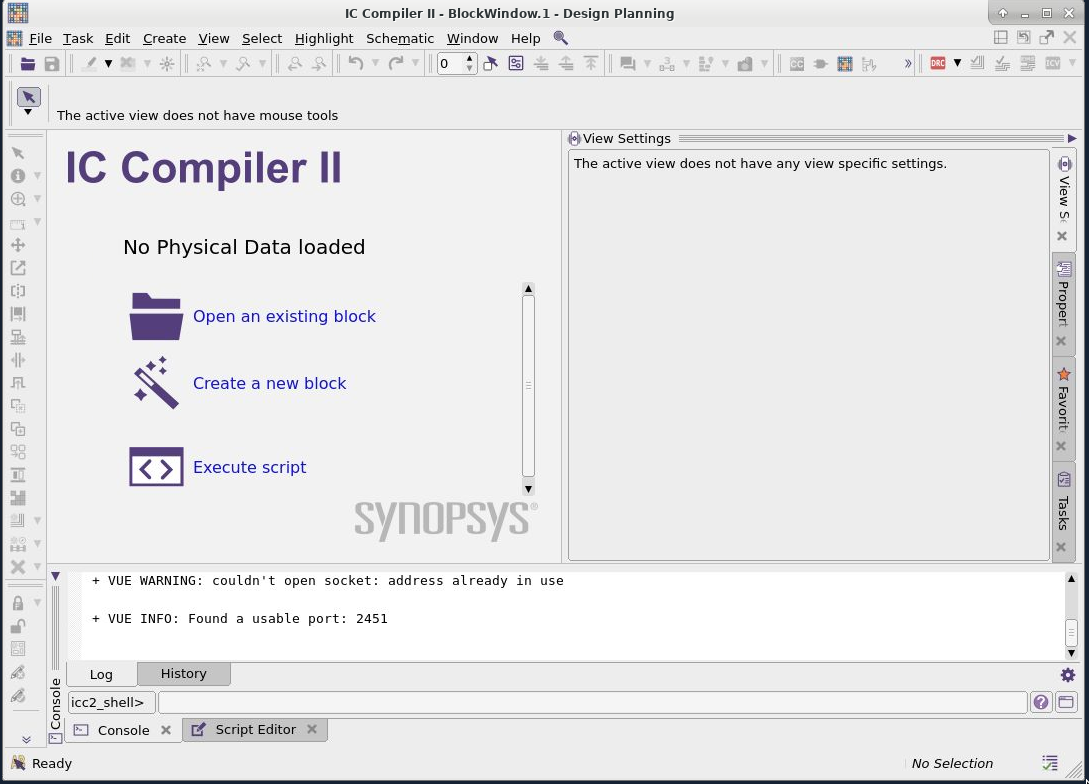 IC Compiler II - BlockWindow.1 - Design Planning
File Task Edit Create View Select Highlight Schematic Window Help
0
DRC
The active view does not have mouse tools
IC Compiler II
No Physical Data loaded
Open an existing block
Create a new block
Execute script
SYNOPSYS®
View Settings
The active view does not have any view specific settings.
View S
Propert
Favorit
Tasks
+ VUE WARNING: couldn't open socket: address already in use
+ VUE INFO: Found a usable port: 2451
Log History
icc2_shell>
Console
Console Script Editor
Ready
No Selection